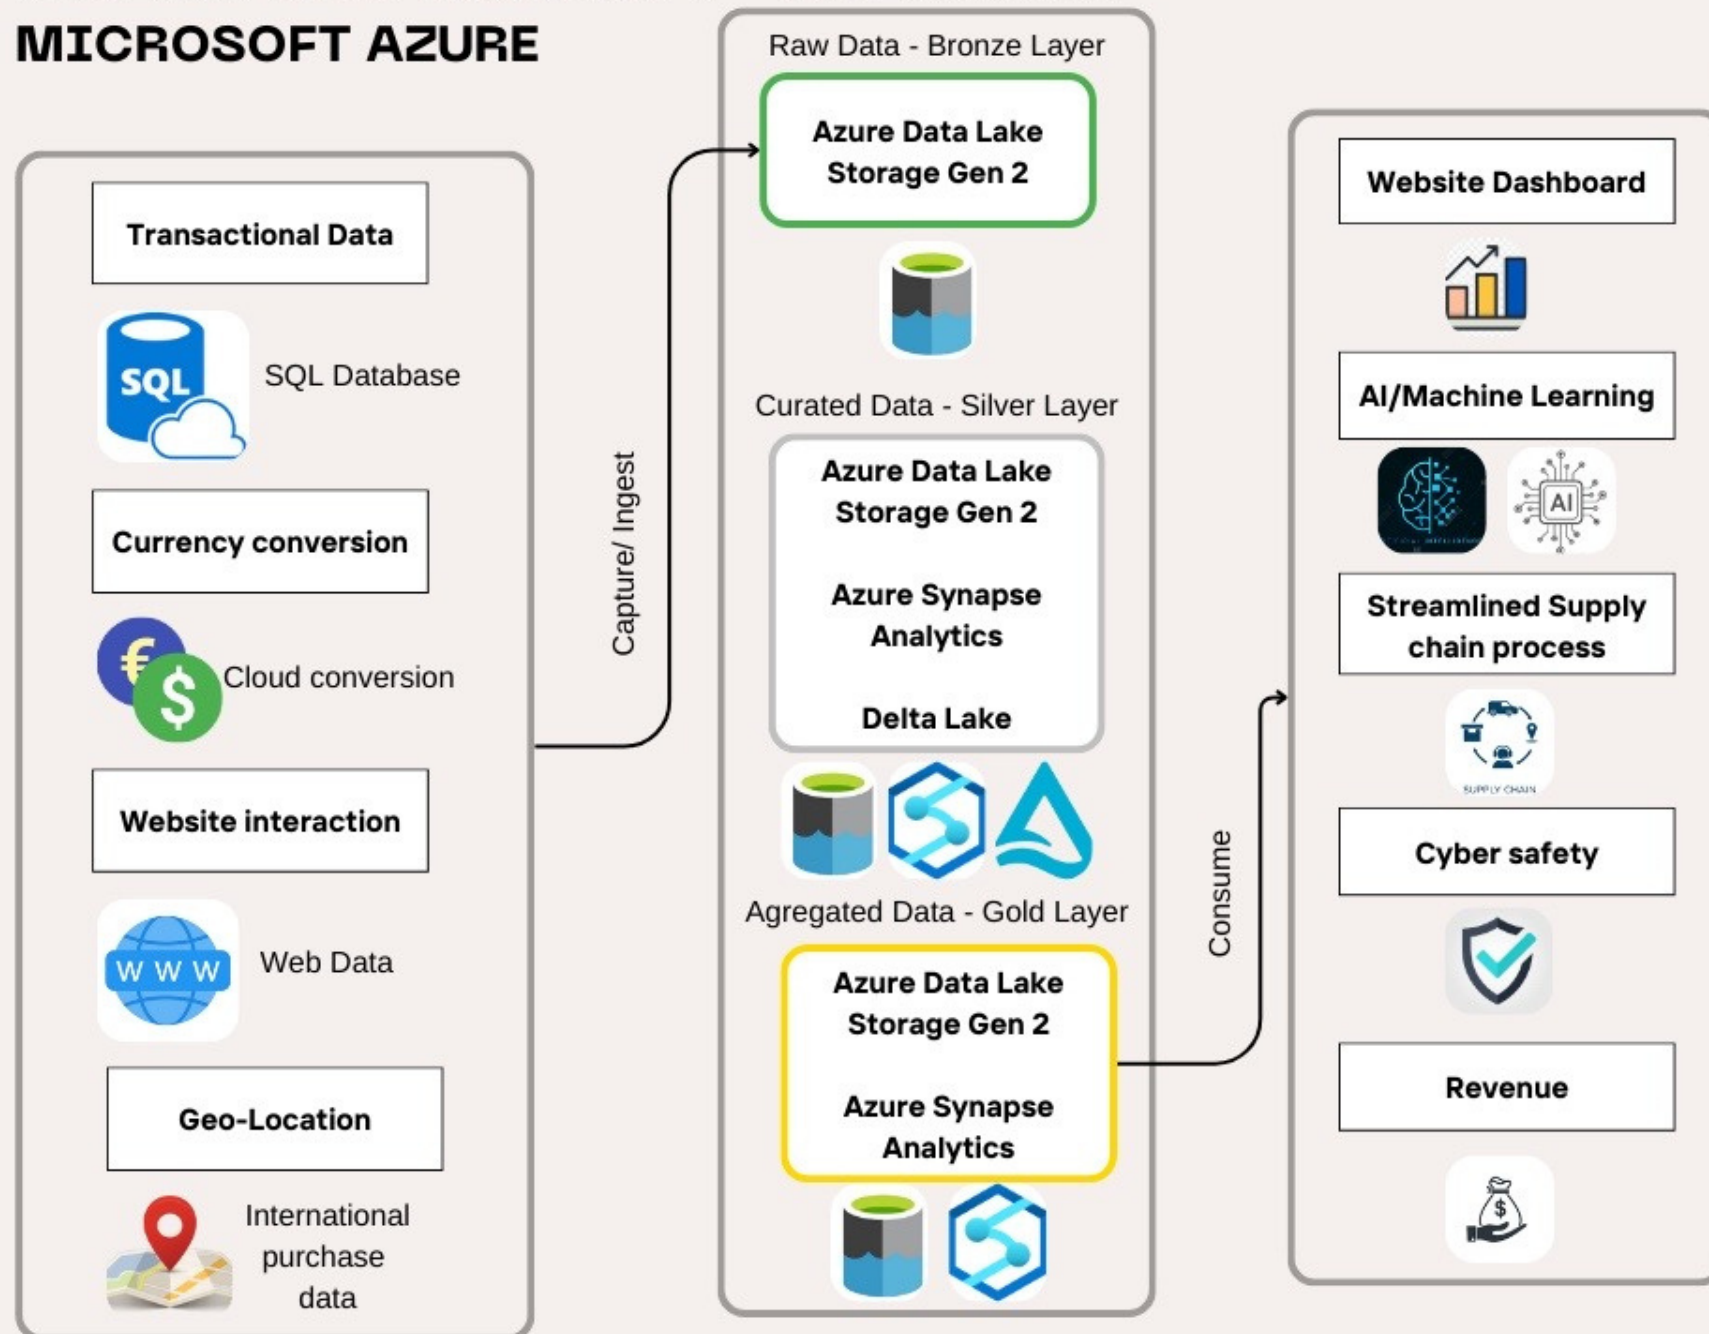 MICROSOFT AZURE
Transactional Data
SQL
SQL Database
Currency conversion
€
$
Cloud conversion
Website interaction
W W W
Web Data
Geo-Location
International
purchase
data
Capture/ Ingest
Raw Data - Bronze Layer
Azure Data Lake
Storage Gen 2
Curated Data - Silver Layer
Azure Data Lake
Storage Gen 2
Azure Synapse
Analytics
Delta Lake
Agregated Data - Gold Layer
Azure Data Lake
Storage Gen 2
Azure Synapse
Analytics
Consume
Website Dashboard
AI/Machine Learning
AI
Streamlined Supply
chain process
SUPPLY CHAIN
Cyber safety
Revenue
$